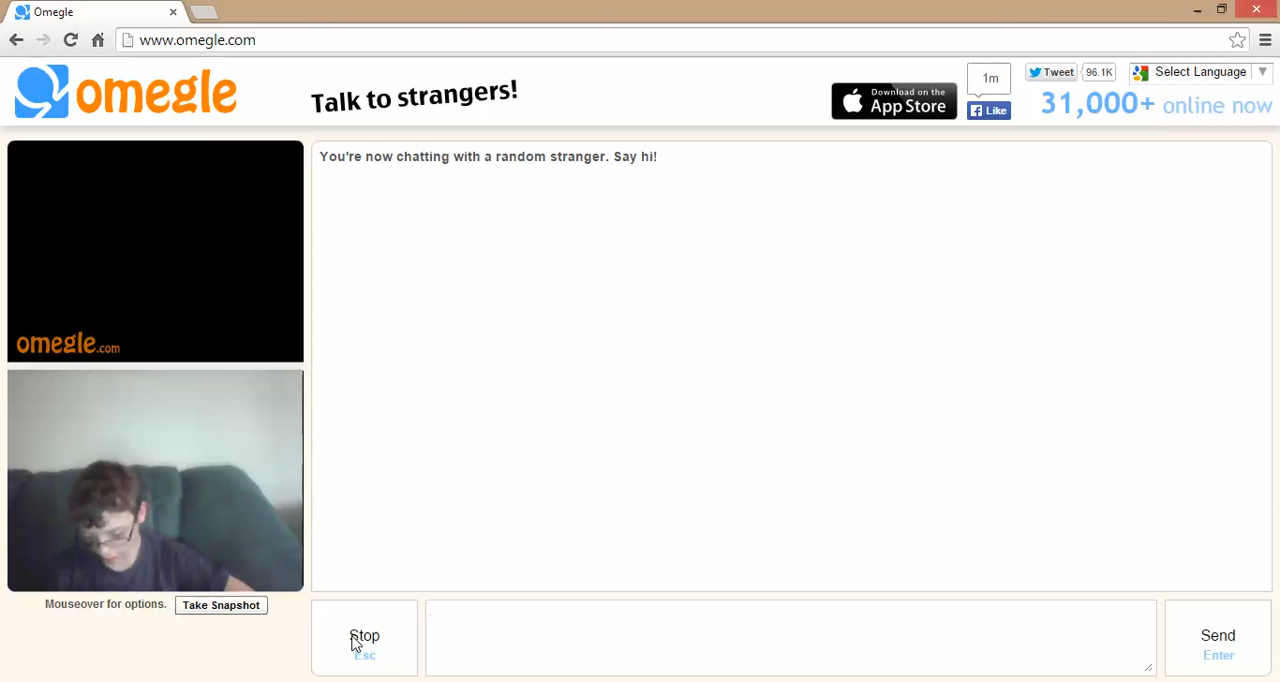 Omegle
www.omegle.com
omegle
Talk to strangers!
Download on the
App Store
1m
Like
Tweet
96.1K
Select Language
31,000+ online now
omegle.com
You're now chatting with a random stranger. Say hi!
Mouseover for options.
Take Snapshot
Stop
Esc
Send
Enter